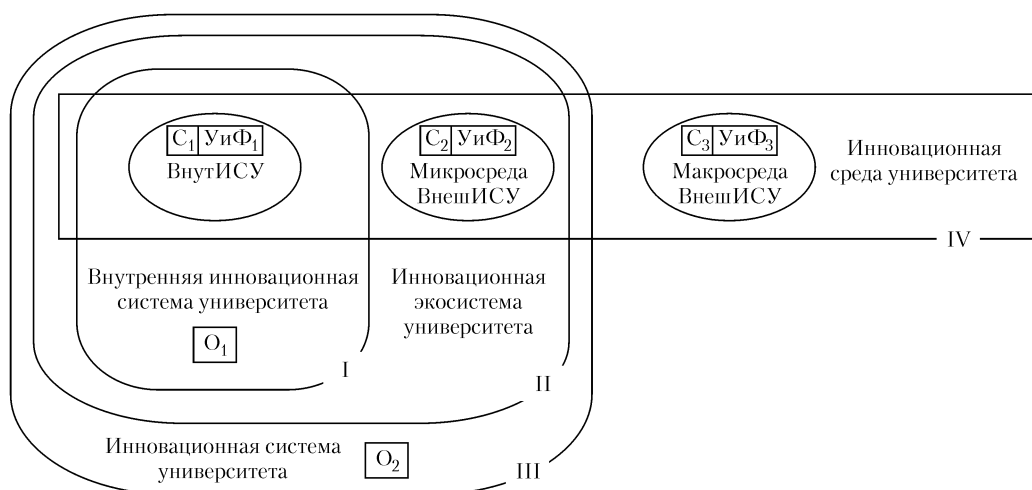 С₁ УиФ₁
ВнутИСУ
С₂ УиФ₂
Микросреда
ВнешИСУ
С₃ УиФ₃
Макросреда
ВнешИСУ
Инновационная
среда университета
IV
Внутренняя инновационная
система университета
О₁
I
Инновационная
экосистема
университета
II
Инновационная система
университета
О₂
III